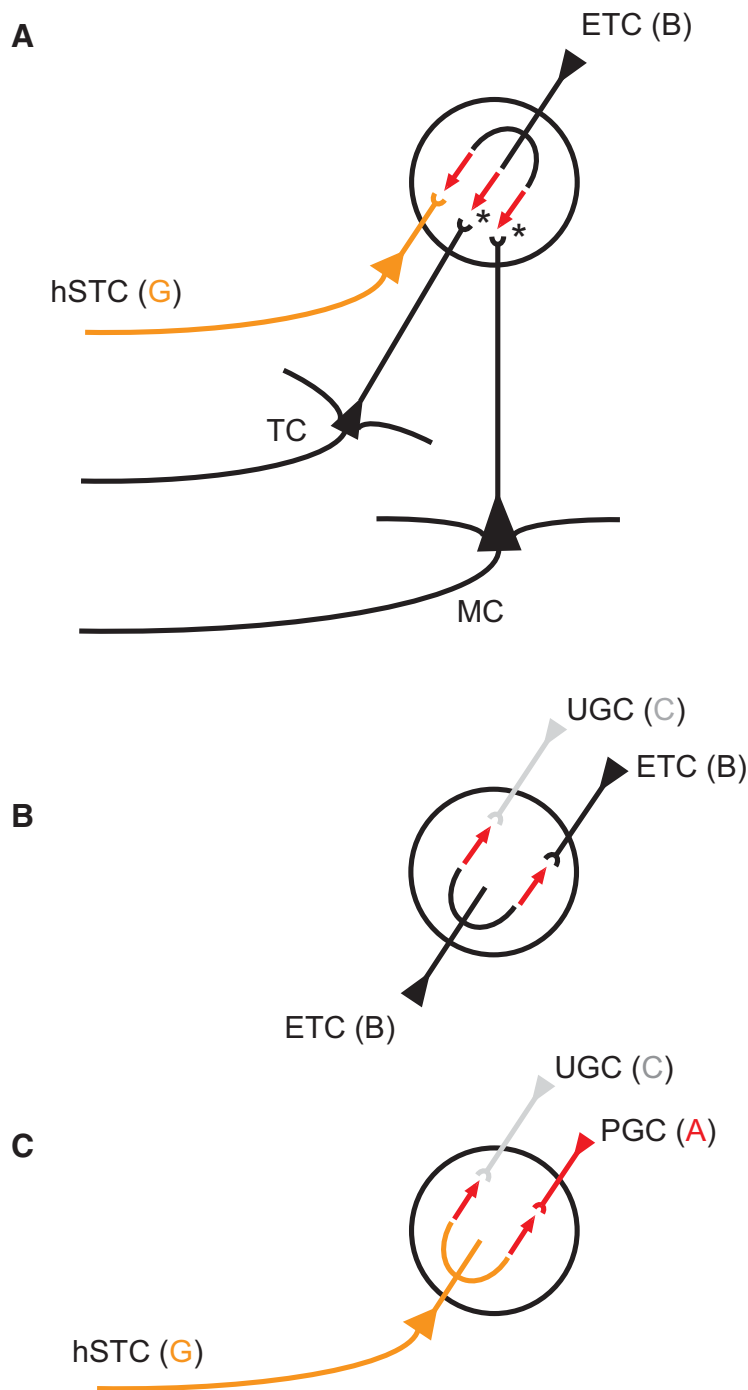 A
ETC (B)
*
*
hSTC (G)
TC
MC
B
UGC (C)
ETC (B)
ETC (B)
C
UGC (C)
PGC (A)
hSTC (G)